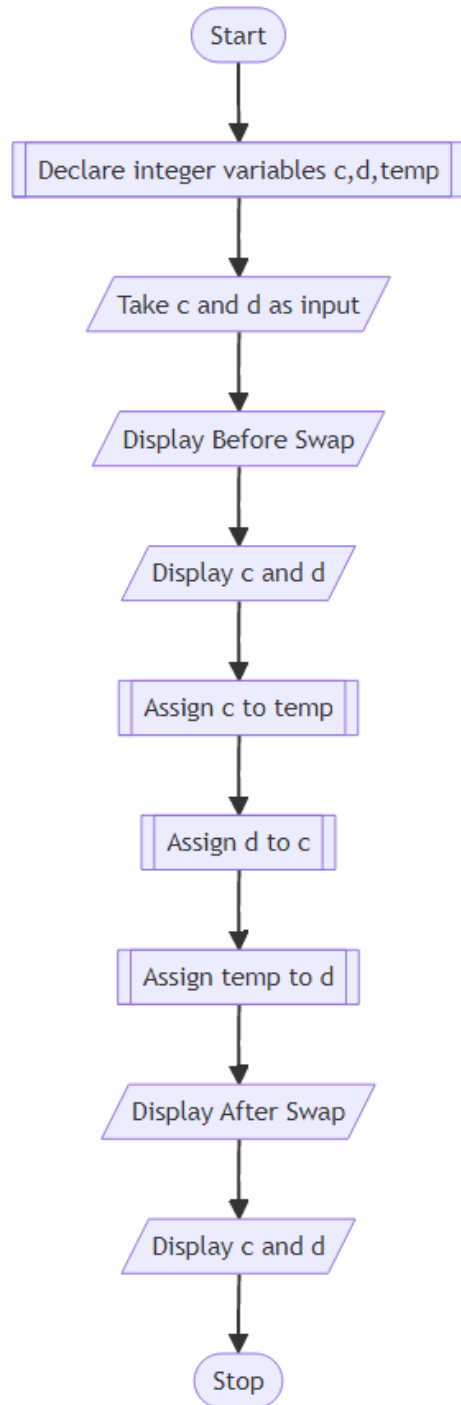 Start
Declare integer variables c,d,temp
Take c and d as input
Display Before Swap
Display c and d
Assign c to temp
Assign d to c
Assign temp to d
Display After Swap
Display c and d
Stop